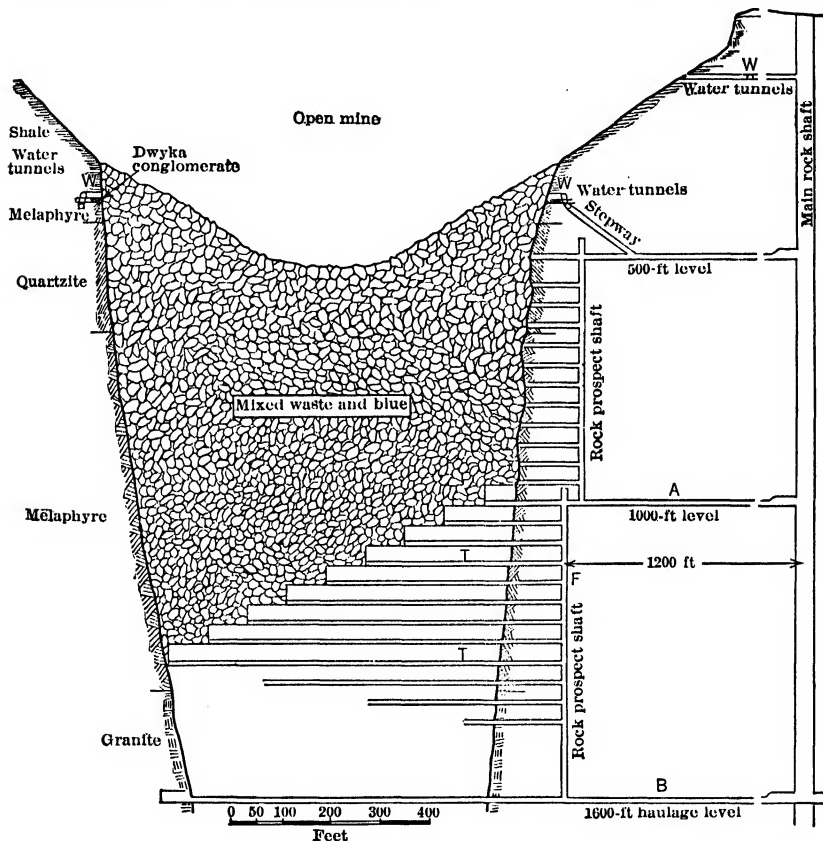 W
Water tunnels
Open mine
Main rock shaft
Shale
Water
tunnels
Dwyka
conglomerate
W
W
Water tunnels
Melaphyre
Stepway
500-ft level
Quartzite
Rock prospect shaft
Mixed waste and blue
A
1000-ft level
Mēlaphyre
T
1200 ft
F
T
Rock prospect shaft
Granite
B
1600-ft haulage level
0 50 100 200 300 400
Feet